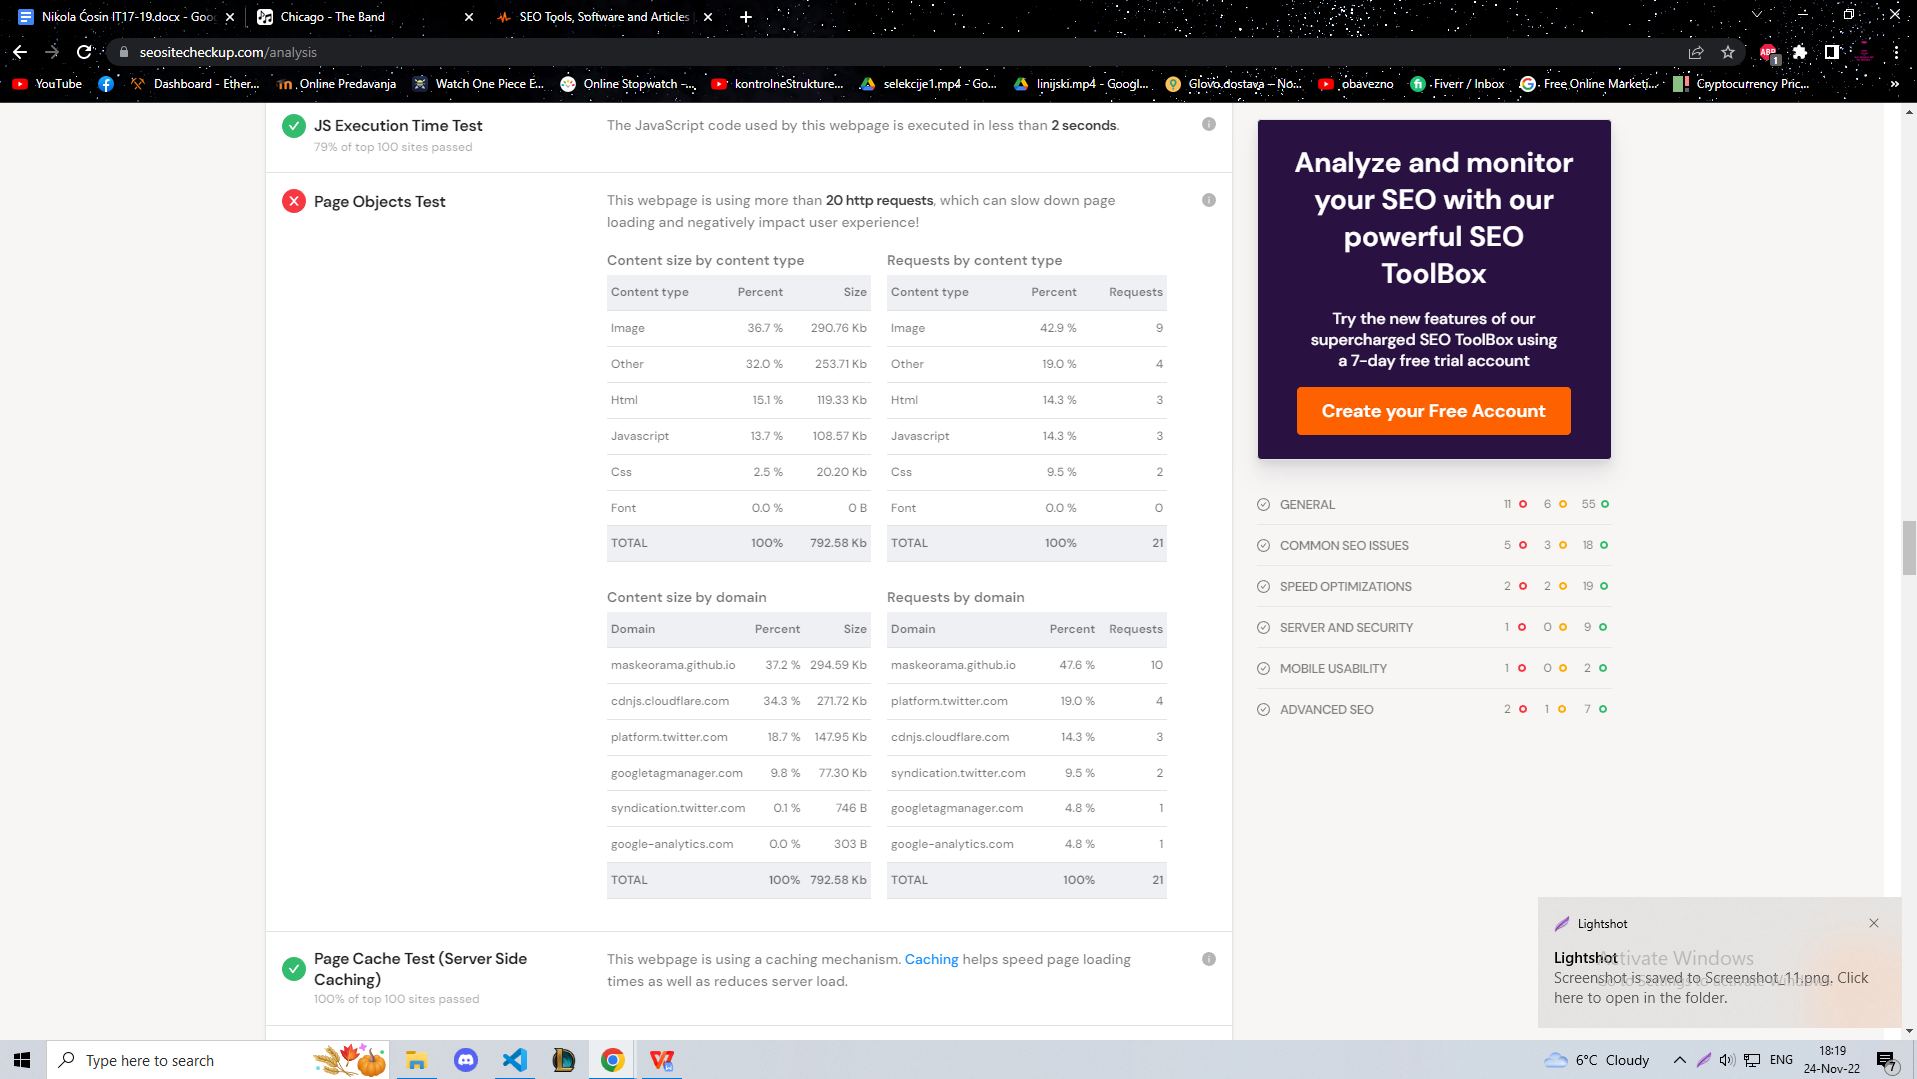 Nikola Ćosin IT17-19.docx - Goo
Chicago - The Band
SEO Tools, Software and Articles
seositecheckup.com/analysis
ABP
1
YouTube
Dashboard - Ether...
Online Predavanja
Watch One Piece E...
Online Stopwatch -...
kontrolneStrukture...
selekcije1.mp4 - Go...
linijski.mp4 - Googl...
Glovo dostava – No...
obavezno
Fiverr / Inbox
Free Online Marketi...
Cryptocurrency Pric...
»
JS Execution Time Test
79% of top 100 sites passed
The JavaScript code used by this webpage is executed in less than 2 seconds.
Page Objects Test
This webpage is using more than 20 http requests, which can slow down page
loading and negatively impact user experience!
Content size by content type
Content type Percent Size
Image 36.7 % 290.76 Kb
Other 32.0 % 253.71 Kb
Html 15.1 % 119.33 Kb
Javascript 13.7 % 108.57 Kb
Css 2.5 % 20.20 Kb
Font 0.0 % 0 B
TOTAL 100% 792.58 Kb
Requests by content type
Content type Percent Requests
Image 42.9 % 9
Other 19.0 % 4
Html 14.3 % 3
Javascript 14.3 % 3
Css 9.5 % 2
Font 0.0 % 0
TOTAL 100% 21
Content size by domain
Domain Percent Size
maskeorama.github.io 37.2 % 294.59 Kb
cdnjs.cloudflare.com 34.3 % 271.72 Kb
platform.twitter.com 18.7 % 147.95 Kb
googletagmanager.com 9.8 % 77.30 Kb
syndication.twitter.com 0.1 % 746 B
google-analytics.com 0.0 % 303 B
TOTAL 100% 792.58 Kb
Requests by domain
Domain Percent Requests
maskeorama.github.io 47.6 % 10
platform.twitter.com 19.0 % 4
cdnjs.cloudflare.com 14.3 % 3
syndication.twitter.com 9.5 % 2
googletagmanager.com 4.8 % 1
google-analytics.com 4.8 % 1
TOTAL 100% 21
Page Cache Test (Server Side
Caching)
100% of top 100 sites passed
This webpage is using a caching mechanism. Caching helps speed page loading
times as well as reduces server load.
Analyze and monitor
your SEO with our
powerful SEO
ToolBox
Try the new features of our
supercharged SEO ToolBox using
a 7-day free trial account
Create your Free Account
GENERAL 11 6 55
COMMON SEO ISSUES 5 3 18
SPEED OPTIMIZATIONS 2 2 19
SERVER AND SECURITY 1 0 9
MOBILE USABILITY 1 0 2
ADVANCED SEO 2 1 7
Lightshot
Lightshot
Screenshot is saved to Screenshot_11.png. Click
here to open in the folder.
Activate Windows
Go to Settings to activate Windows.
Type here to search
6°C Cloudy
ENG
18:19
24-Nov-22
7